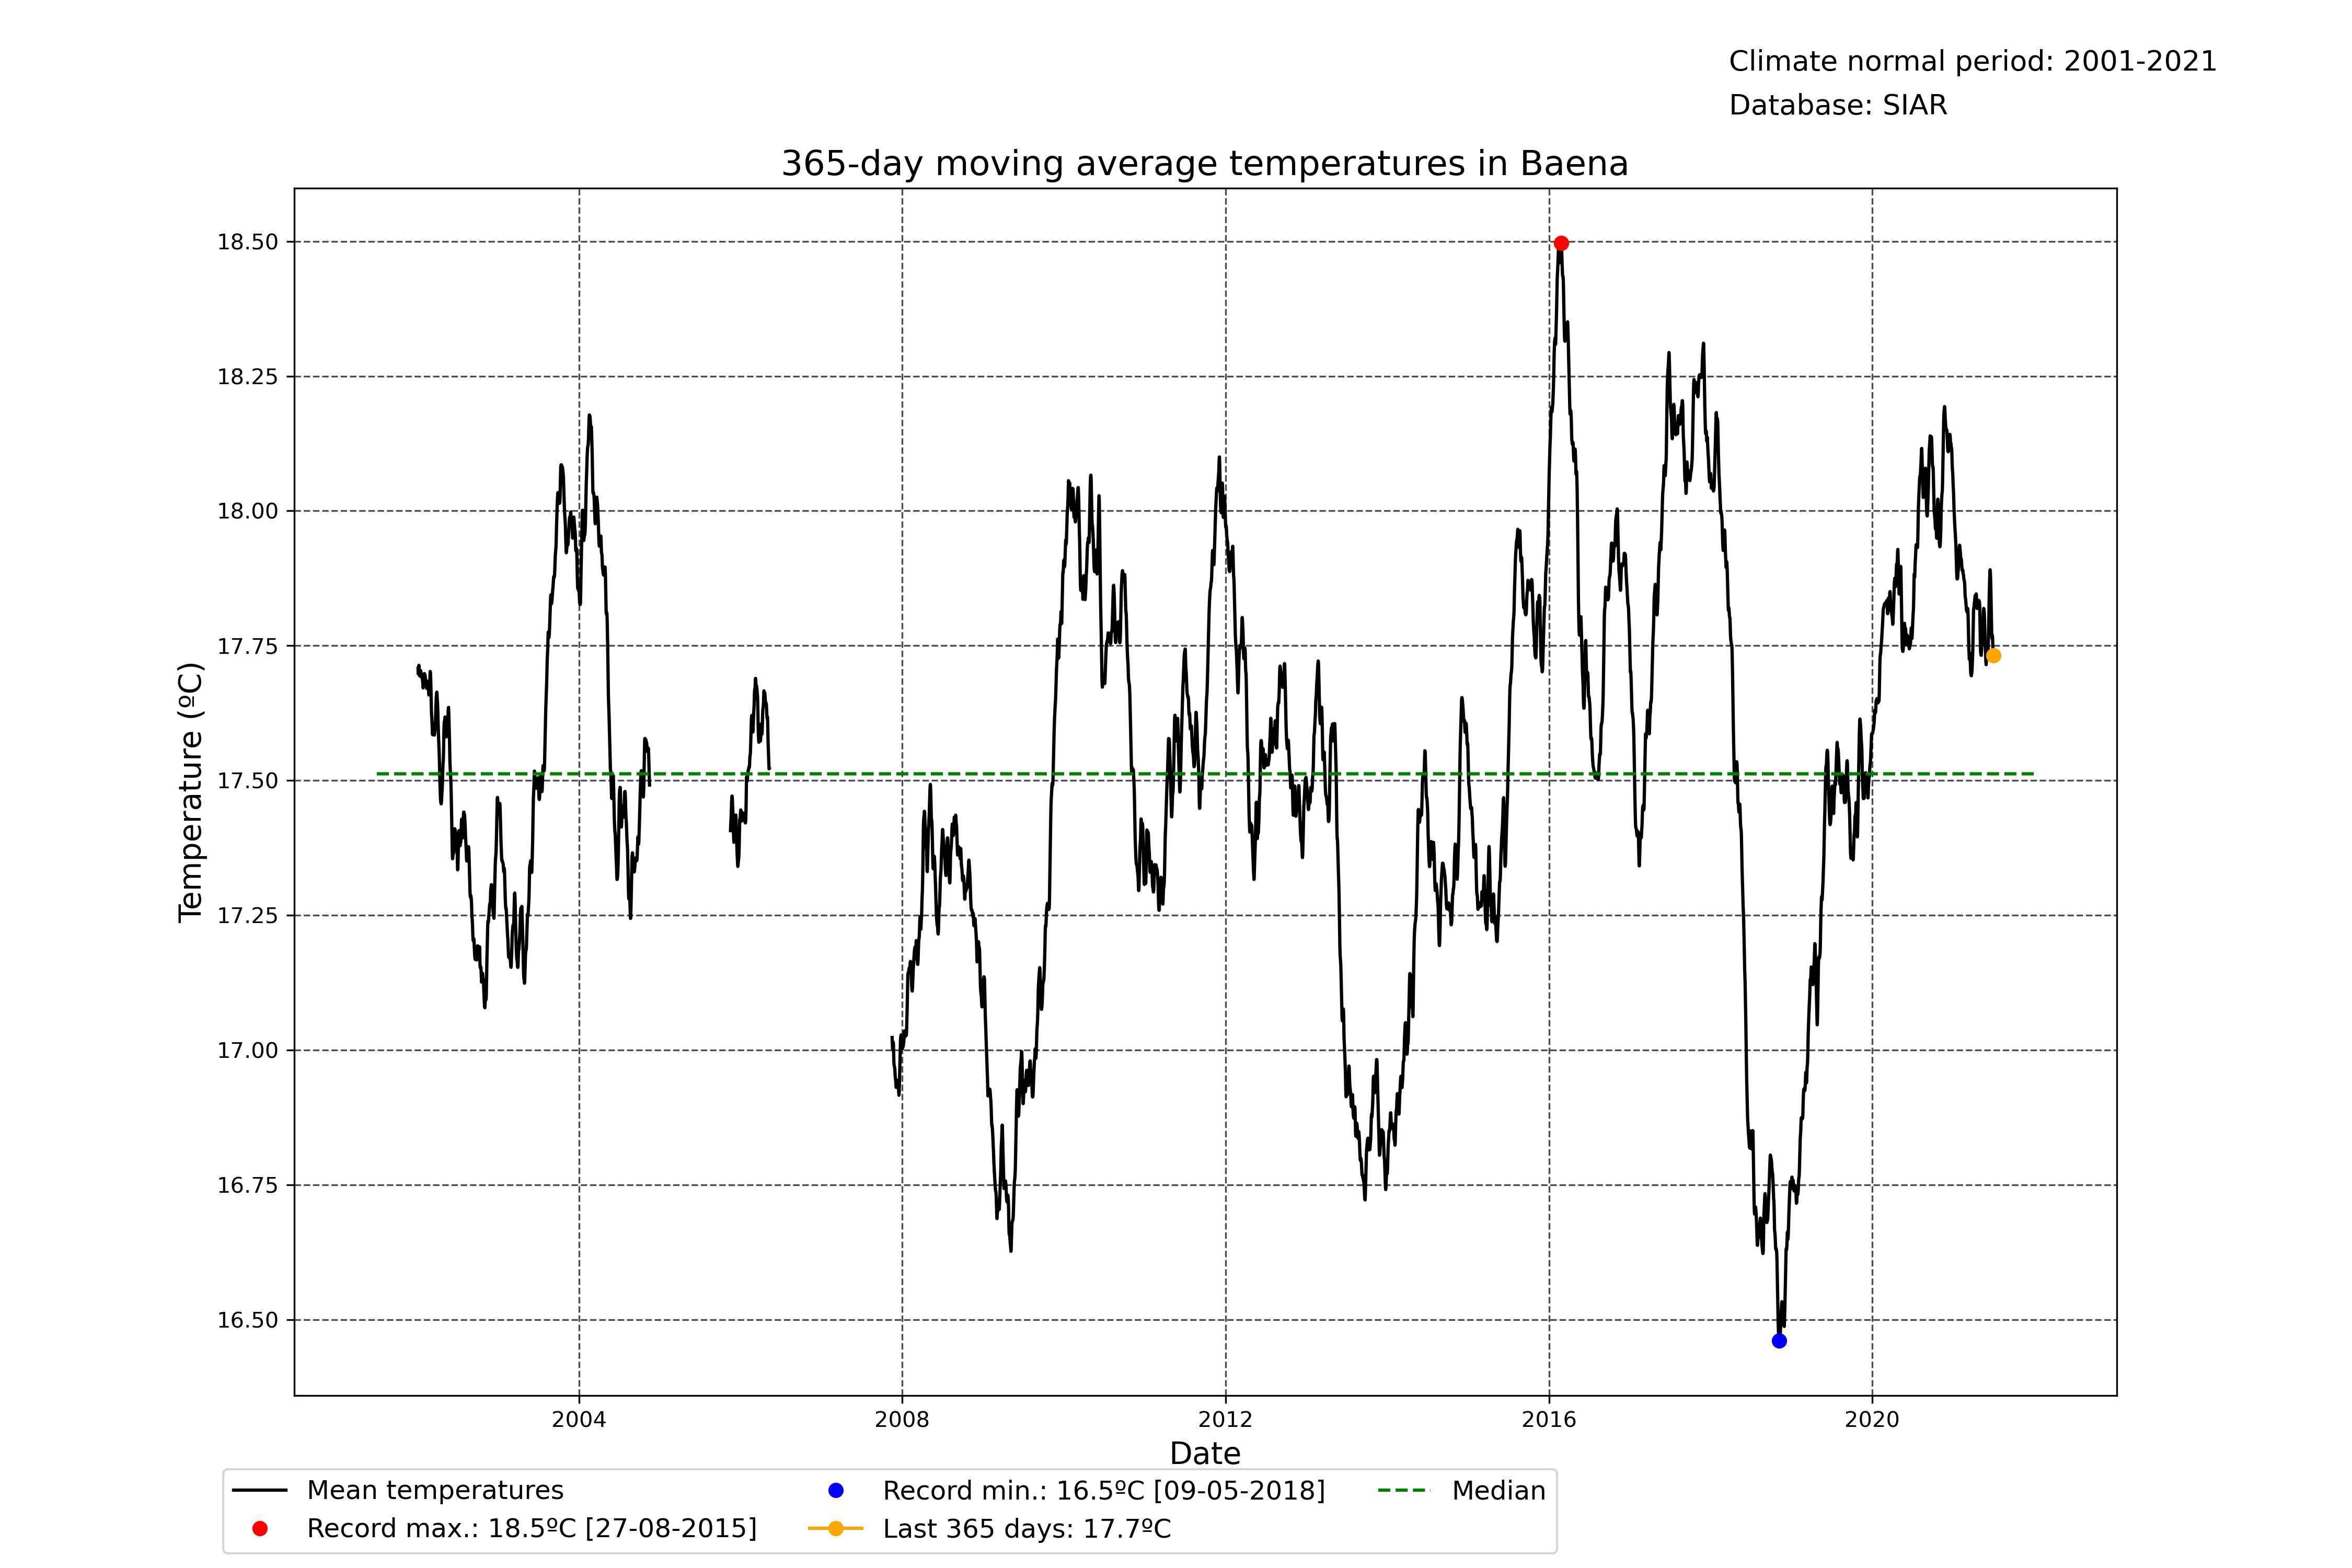 Climate normal period: 2001-2021
Database: SIAR
365-day moving average temperatures in Baena
18.50
18.25
18.00
17.75
17.50
17.25
17.00
16.75
16.50
Temperature (ºC)
2004 2008 2012 2016 2020
Date
Mean temperatures
Record max.: 18.5ºC [27-08-2015]
Record min.: 16.5ºC [09-05-2018]
Last 365 days: 17.7ºC
Median